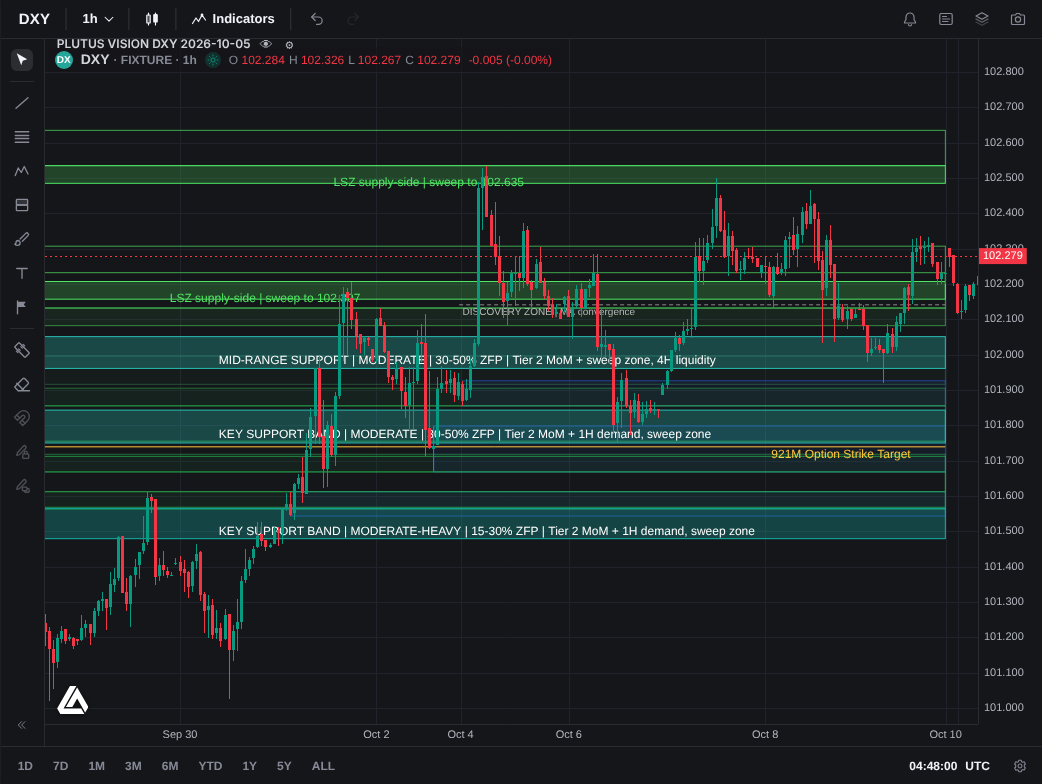 DXY 1h Indicators
PLUTUS VISION DXY 2026-10-05
DX DXY · FIXTURE · 1h O 102.284 H 102.326 L 102.267 C 102.279 -0.005 (-0.00%)
102.800
102.700
102.600
102.500
LSZ supply-side | sweep to 102.635
102.400
102.300
102.279
102.200
LSZ supply-side | sweep to
102.100
DISCOVERY ZONE convergence
102.000
MID-RANGE SUPPORT | MODERATE | 30-50% ZFP | Tier 2 MoM + sweep zone, 4H liquidity
101.900
101.800
KEY SUPPORT BAND | MODERATE | 30-50% ZFP | Tier 2 MoM + 1H demand, sweep zone
921M Option Strike Target
101.700
101.600
101.500
KEY SUPPORT BAND | MODERATE-HEAVY | 15-30% ZFP | Tier 2 MoM + 1H demand, sweep zone
101.400
101.300
101.200
101.100
101.000
Sep 30 Oct 2 Oct 4 Oct 6 Oct 8 Oct 10
1D 7D 1M 3M 6M YTD 1Y 5Y ALL 04:48:00 UTC